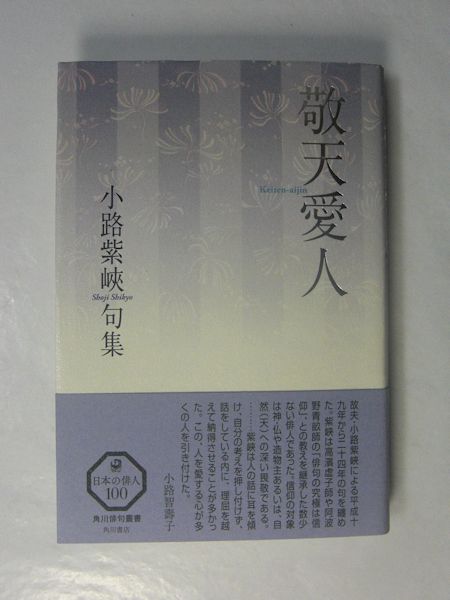 敬天愛人
Keiten-aijin
小路紫峽句集
Shoji Shikyo
故夫・小路紫峡による平成十
九年から二十四年の句を纏め
た。紫峡は高濱虚子師や阿波
野青畝師の「俳句の究極は信
仰」、との教えを継承した数少
ない俳人であった。信仰の対象
は神・仏や造物主あるいは、自
然（天）への深い畏敬である。
……紫峡は人の話に耳を傾
け、自分の考えを押し付けず、
話をしている内に、理屈を越
えて納得させることが多かっ
た。この、人を愛する心が多
くの人を引き付けた。
小路智壽子
日本の俳人
100
角川俳句叢書
角川書店